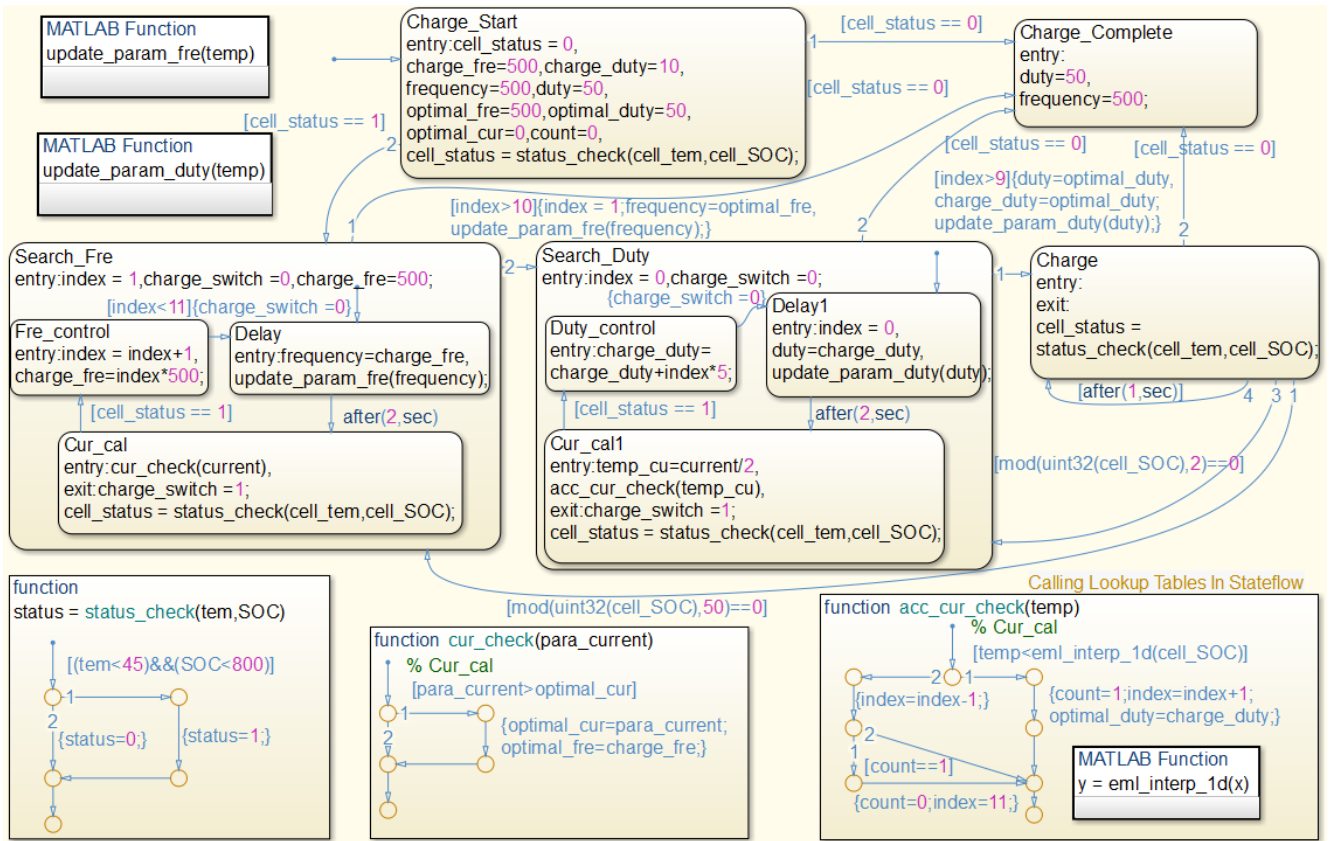 MATLAB Function
update_param_fre(temp)
MATLAB Function
update_param_duty(temp)
Charge_Start
entry:cell_status = 0,
charge_fre=500,charge_duty=10,
frequency=500,duty=50,
optimal_fre=500,optimal_duty=50,
optimal_cur=0,count=0,
cell_status = status_check(cell_tem,cell_SOC);
1
[cell_status == 0]
Charge_Complete
entry:
duty=50,
frequency=500;
[cell_status == 0]
[cell_status == 1]
2
[cell_status == 0]
[cell_status == 0]
1
[index>10]{index = 1;frequency=optimal_fre,
update_param_fre(frequency);}
2
[index>9]{duty=optimal_duty,
charge_duty=optimal_duty;
update_param_duty(duty);}
2
Search_Fre
entry:index = 1,charge_switch =0,charge_fre=500;
[index<11]{charge_switch =0}
Fre_control
entry:index = index+1,
charge_fre=index*500;
Delay
entry:frequency=charge_fre,
update_param_fre(frequency);
[cell_status == 1]
after(2,sec)
Cur_cal
entry:cur_check(current),
exit:charge_switch =1;
cell_status = status_check(cell_tem,cell_SOC);
2
Search_Duty
entry:index = 0,charge_switch =0;
{charge_switch =0}
Duty_control
entry:charge_duty=
charge_duty+index*5;
Delay1
entry:index = 0,
duty=charge_duty,
update_param_duty(duty);
[cell_status == 1]
after(2,sec)
Cur_cal1
entry:temp_cu=current/2,
acc_cur_check(temp_cu),
exit:charge_switch =1;
cell_status = status_check(cell_tem,cell_SOC);
1
Charge
entry:
exit:
cell_status =
status_check(cell_tem,cell_SOC);
[after(1,sec)]
4
3
1
[mod(uint32(cell_SOC),2)==0]
[mod(uint32(cell_SOC),50)==0]
function
status = status_check(tem,SOC)
[(tem<45)&&(SOC<800)]
1
2
{status=0;}
{status=1;}
function cur_check(para_current)
% Cur_cal
[para_current>optimal_cur]
1
2
{optimal_cur=para_current;
optimal_fre=charge_fre;}
Calling Lookup Tables In Stateflow
function acc_cur_check(temp)
% Cur_cal
[temp<eml_interp_1d(cell_SOC)]
2
1
{index=index-1;}
{count=1;index=index+1;
optimal_duty=charge_duty;}
2
1
[count==1]
{count=0;index=11;}
MATLAB Function
y = eml_interp_1d(x)